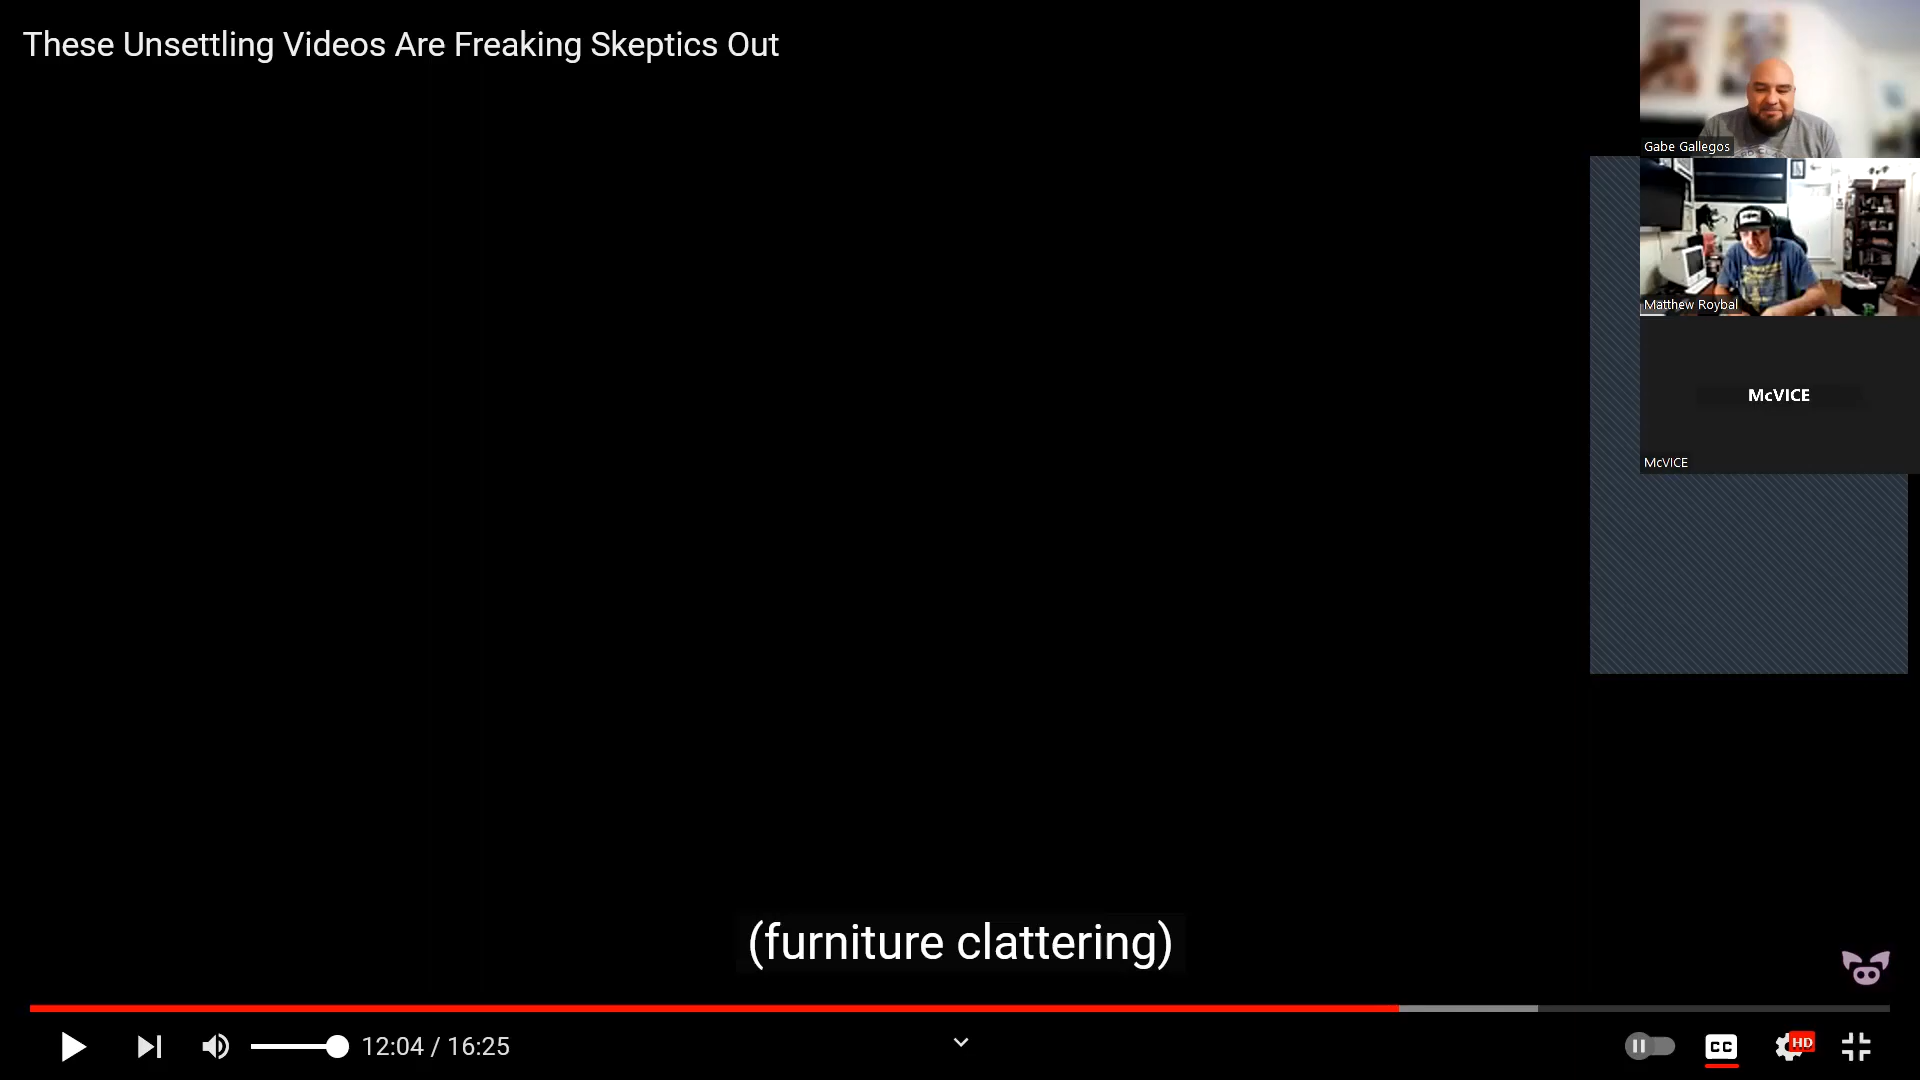 These Unsettling Videos Are Freaking Skeptics Out
Gabe Gallegos
Matthew Roybal
McVICE
McVICE
(furniture clattering)
12:04 / 16:25
CC
HD